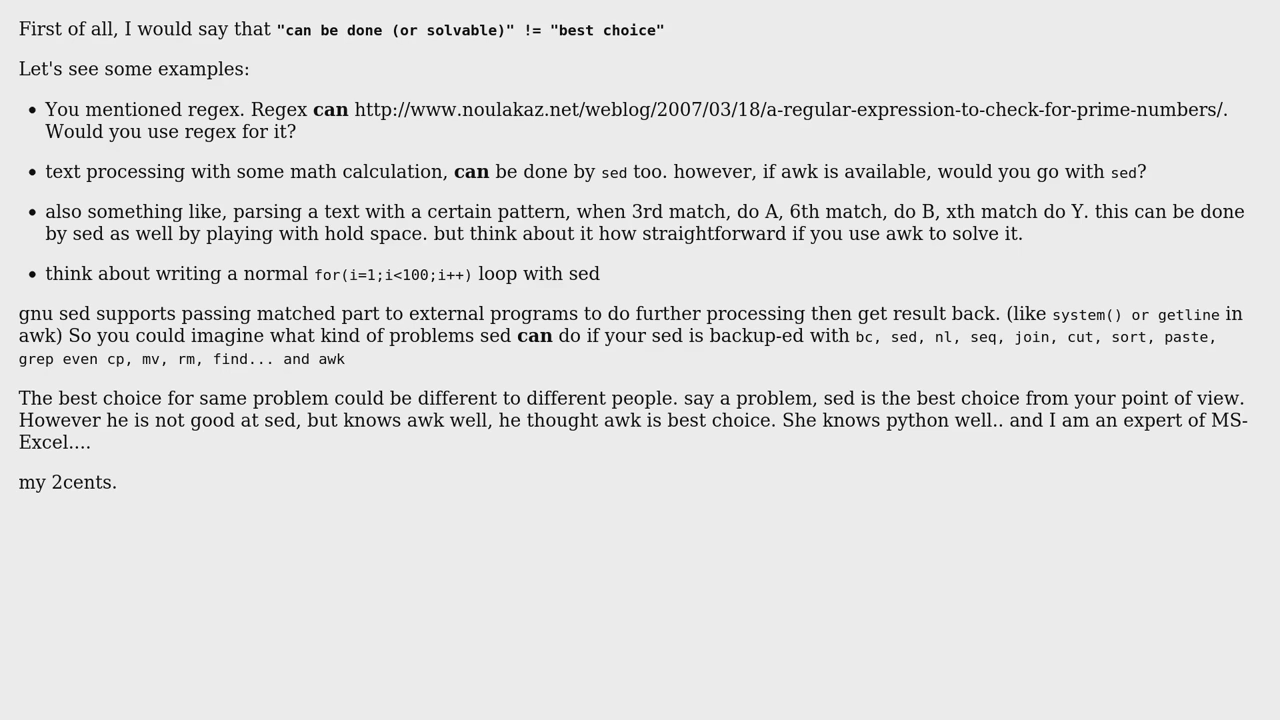 First of all, I would say that "can be done (or solvable)" != "best choice"
Let's see some examples:
• You mentioned regex. Regex can http://www.noulakaz.net/weblog/2007/03/18/a-regular-expression-to-check-for-prime-numbers/.
Would you use regex for it?
• text processing with some math calculation, can be done by sed too. however, if awk is available, would you go with sed?
• also something like, parsing a text with a certain pattern, when 3rd match, do A, 6th match, do B, xth match do Y. this can be done
by sed as well by playing with hold space. but think about it how straightforward if you use awk to solve it.
• think about writing a normal for(i=1;i<100;i++) loop with sed
gnu sed supports passing matched part to external programs to do further processing then get result back. (like system() or getline in
awk) So you could imagine what kind of problems sed can do if your sed is backup-ed with bc, sed, nl, seq, join, cut, sort, paste,
grep even cp, mv, rm, find... and awk
The best choice for same problem could be different to different people. say a problem, sed is the best choice from your point of view.
However he is not good at sed, but knows awk well, he thought awk is best choice. She knows python well.. and I am an expert of MS-
Excel....
my 2cents.